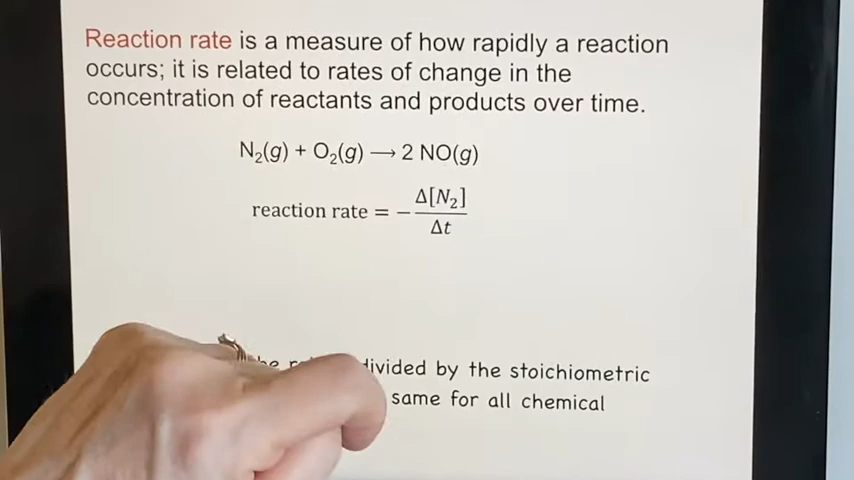 Reaction rate is a measure of how rapidly a reaction
occurs; it is related to rates of change in the
concentration of reactants and products over time.
N₂(g) + O₂(g) ⟶ 2 NO(g)
reaction rate = − Δ[N₂] / Δt
divided by the stoichiometric
same for all chemical